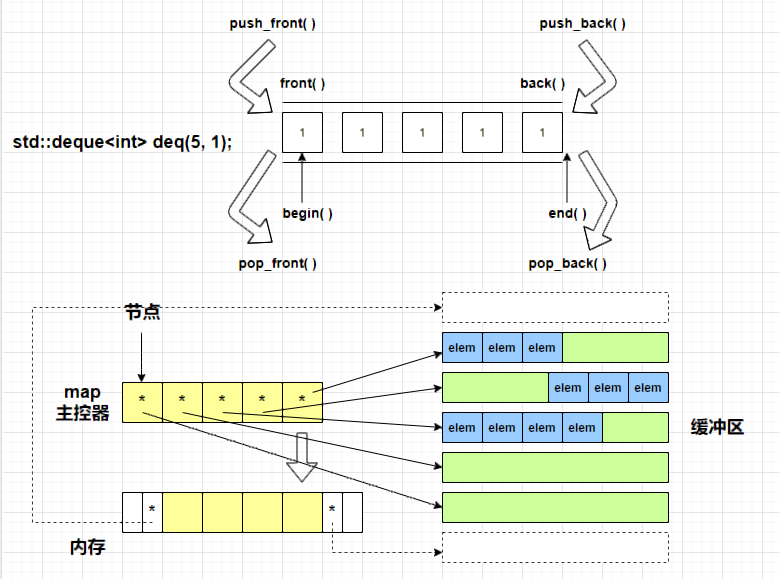 push_front( )
push_back( )
front( )
back( )
std::deque<int> deq(5, 1);
1 1 1 1 1
begin( )
end( )
pop_front( )
pop_back( )
节点
elem elem elem
map
主控器
* * * * *
elem elem elem
elem elem elem elem
缓冲区
* *
内存